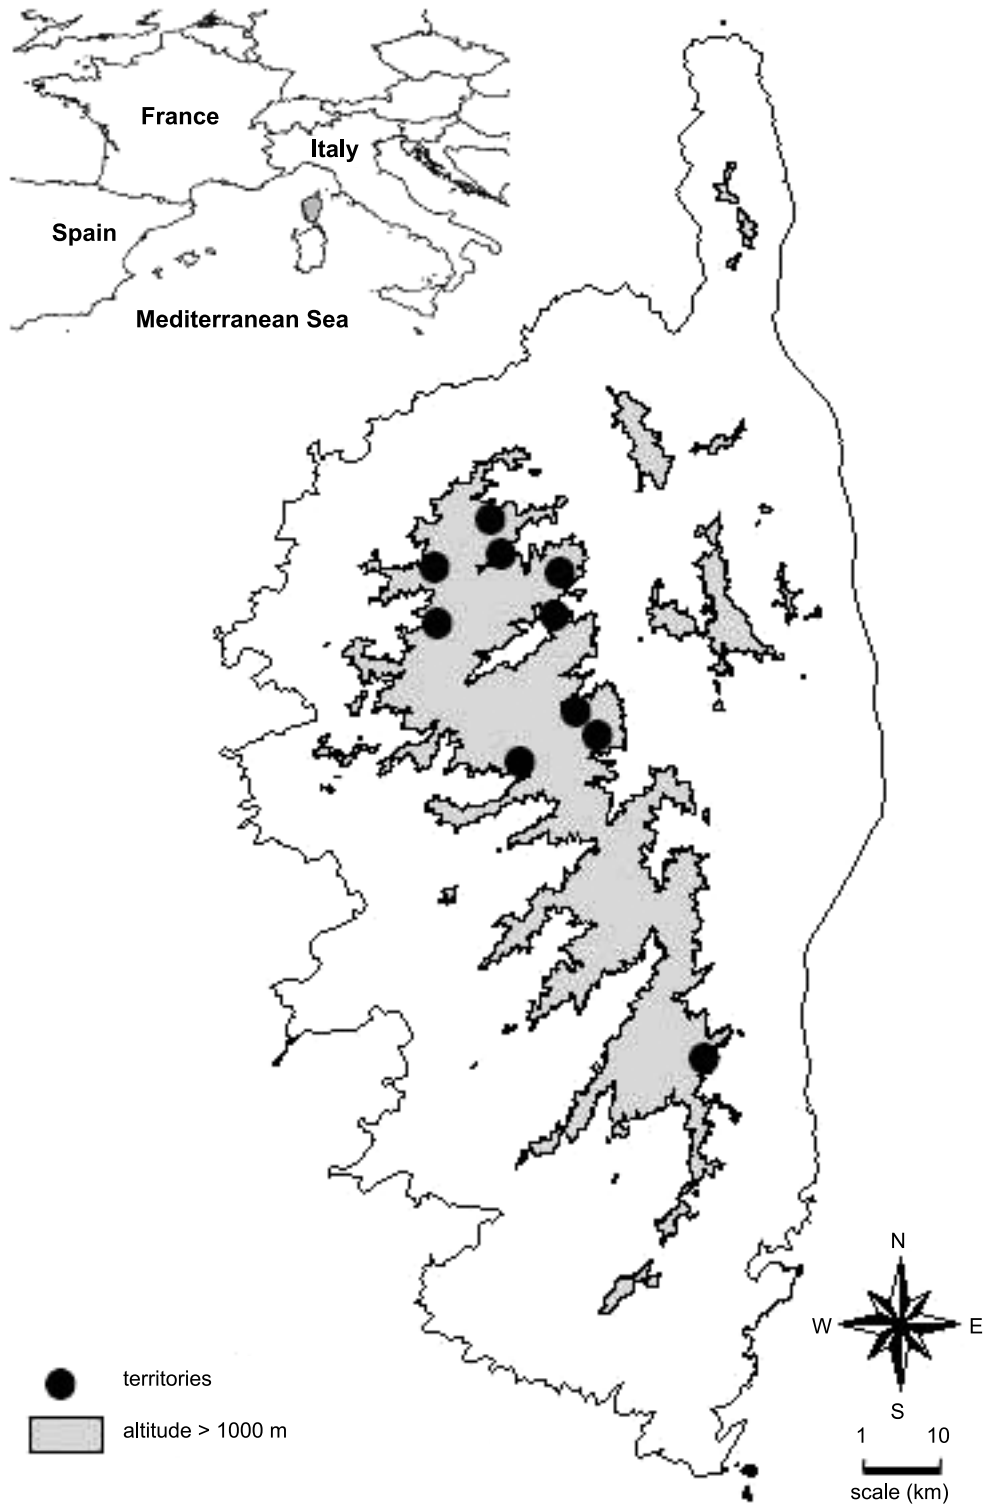 France
Italy
Spain
Mediterranean Sea
N
W E
S
territories
altitude > 1000 m
1 10
scale (km)